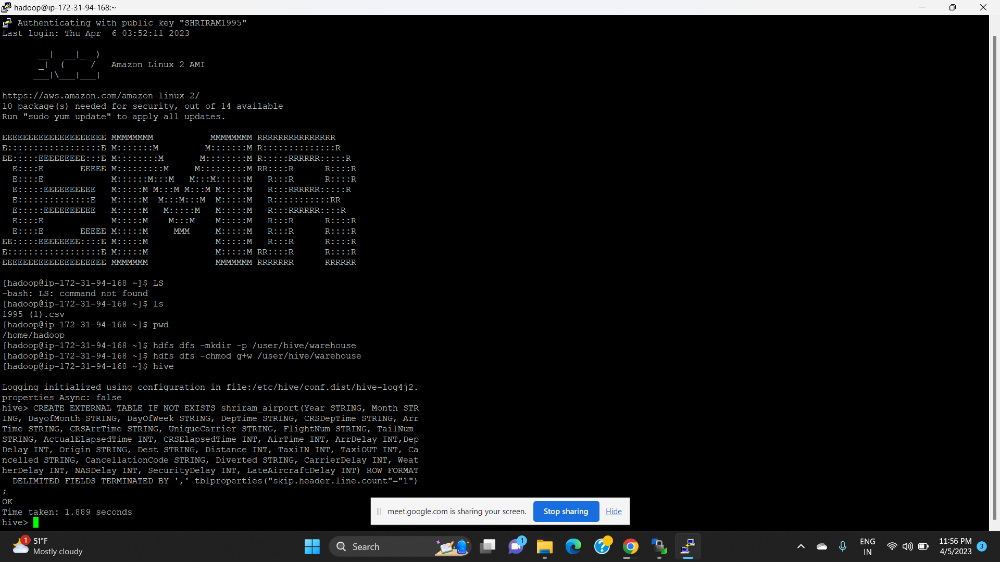 hadoop@ip-172-31-94-168:~
Authenticating with public key "SHRIRAM1995"
Last login: Thu Apr  6 03:52:11 2023
       __|  __|_  )
       _|  (     /   Amazon Linux 2 AMI
      ___|\___|___|
https://aws.amazon.com/amazon-linux-2/
10 package(s) needed for security, out of 14 available
Run "sudo yum update" to apply all updates.
EEEEEEEEEEEEEEEEEEEE MMMMMMMM           MMMMMMMM RRRRRRRRRRRRRRR
E::::::::::::::::::E M:::::::M         M:::::::M R::::::::::::::R
EE:::::EEEEEEEEE:::E M::::::::M       M::::::::M R:::::RRRRRR:::::R
  E::::E       EEEEE M:::::::::M     M:::::::::M RR::::R      R::::R
  E::::E             M::::::M:::M   M:::M::::::M   R:::R      R::::R
  E:::::EEEEEEEEEE   M:::::M M:::M M:::M M:::::M   R:::RRRRRR:::::R
  E::::::::::::::E   M:::::M  M:::M:::M  M:::::M   R:::::::::::RR
  E:::::EEEEEEEEEE   M:::::M   M:::::M   M:::::M   R:::RRRRRR::::R
  E::::E             M:::::M    M:::M    M:::::M   R:::R      R::::R
  E::::E       EEEEE M:::::M     MMM     M:::::M   R:::R      R::::R
EE:::::EEEEEEEE::::E M:::::M             M:::::M   R:::R      R::::R
E::::::::::::::::::E M:::::M             M:::::M RR::::R      R::::R
EEEEEEEEEEEEEEEEEEEE MMMMMMM             MMMMMMM RRRRRRR      RRRRRR
[hadoop@ip-172-31-94-168 ~]$ LS
-bash: LS: command not found
[hadoop@ip-172-31-94-168 ~]$ ls
1995 (1).csv
[hadoop@ip-172-31-94-168 ~]$ pwd
/home/hadoop
[hadoop@ip-172-31-94-168 ~]$ hdfs dfs -mkdir -p /user/hive/warehouse
[hadoop@ip-172-31-94-168 ~]$ hdfs dfs -chmod g+w /user/hive/warehouse
[hadoop@ip-172-31-94-168 ~]$ hive
Logging initialized using configuration in file:/etc/hive/conf.dist/hive-log4j2.
properties Async: false
hive> CREATE EXTERNAL TABLE IF NOT EXISTS shriram_airport(Year STRING, Month STR
ING, DayofMonth STRING, DayOfWeek STRING, DepTime STRING, CRSDepTime STRING, Arr
Time STRING, CRSArrTime STRING, UniqueCarrier STRING, FlightNum STRING, TailNum
STRING, ActualElapsedTime INT, CRSElapsedTime INT, AirTime INT, ArrDelay INT,Dep
Delay INT, Origin STRING, Dest STRING, Distance INT, TaxiIN INT, TaxiOUT INT, Ca
ncelled STRING, CancellationCode STRING, Diverted STRING, CarrierDelay INT, Weat
herDelay INT, NASDelay INT, SecurityDelay INT, LateAircraftDelay INT) ROW FORMAT
  DELIMITED FIELDS TERMINATED BY ',' tblproperties("skip.header.line.count"="1")
;
OK
Time taken: 1.889 seconds
hive>
meet.google.com is sharing your screen. Stop sharing Hide
1 51°F
Mostly cloudy
Search
1
ENG
IN
11:56 PM
4/5/2023
3